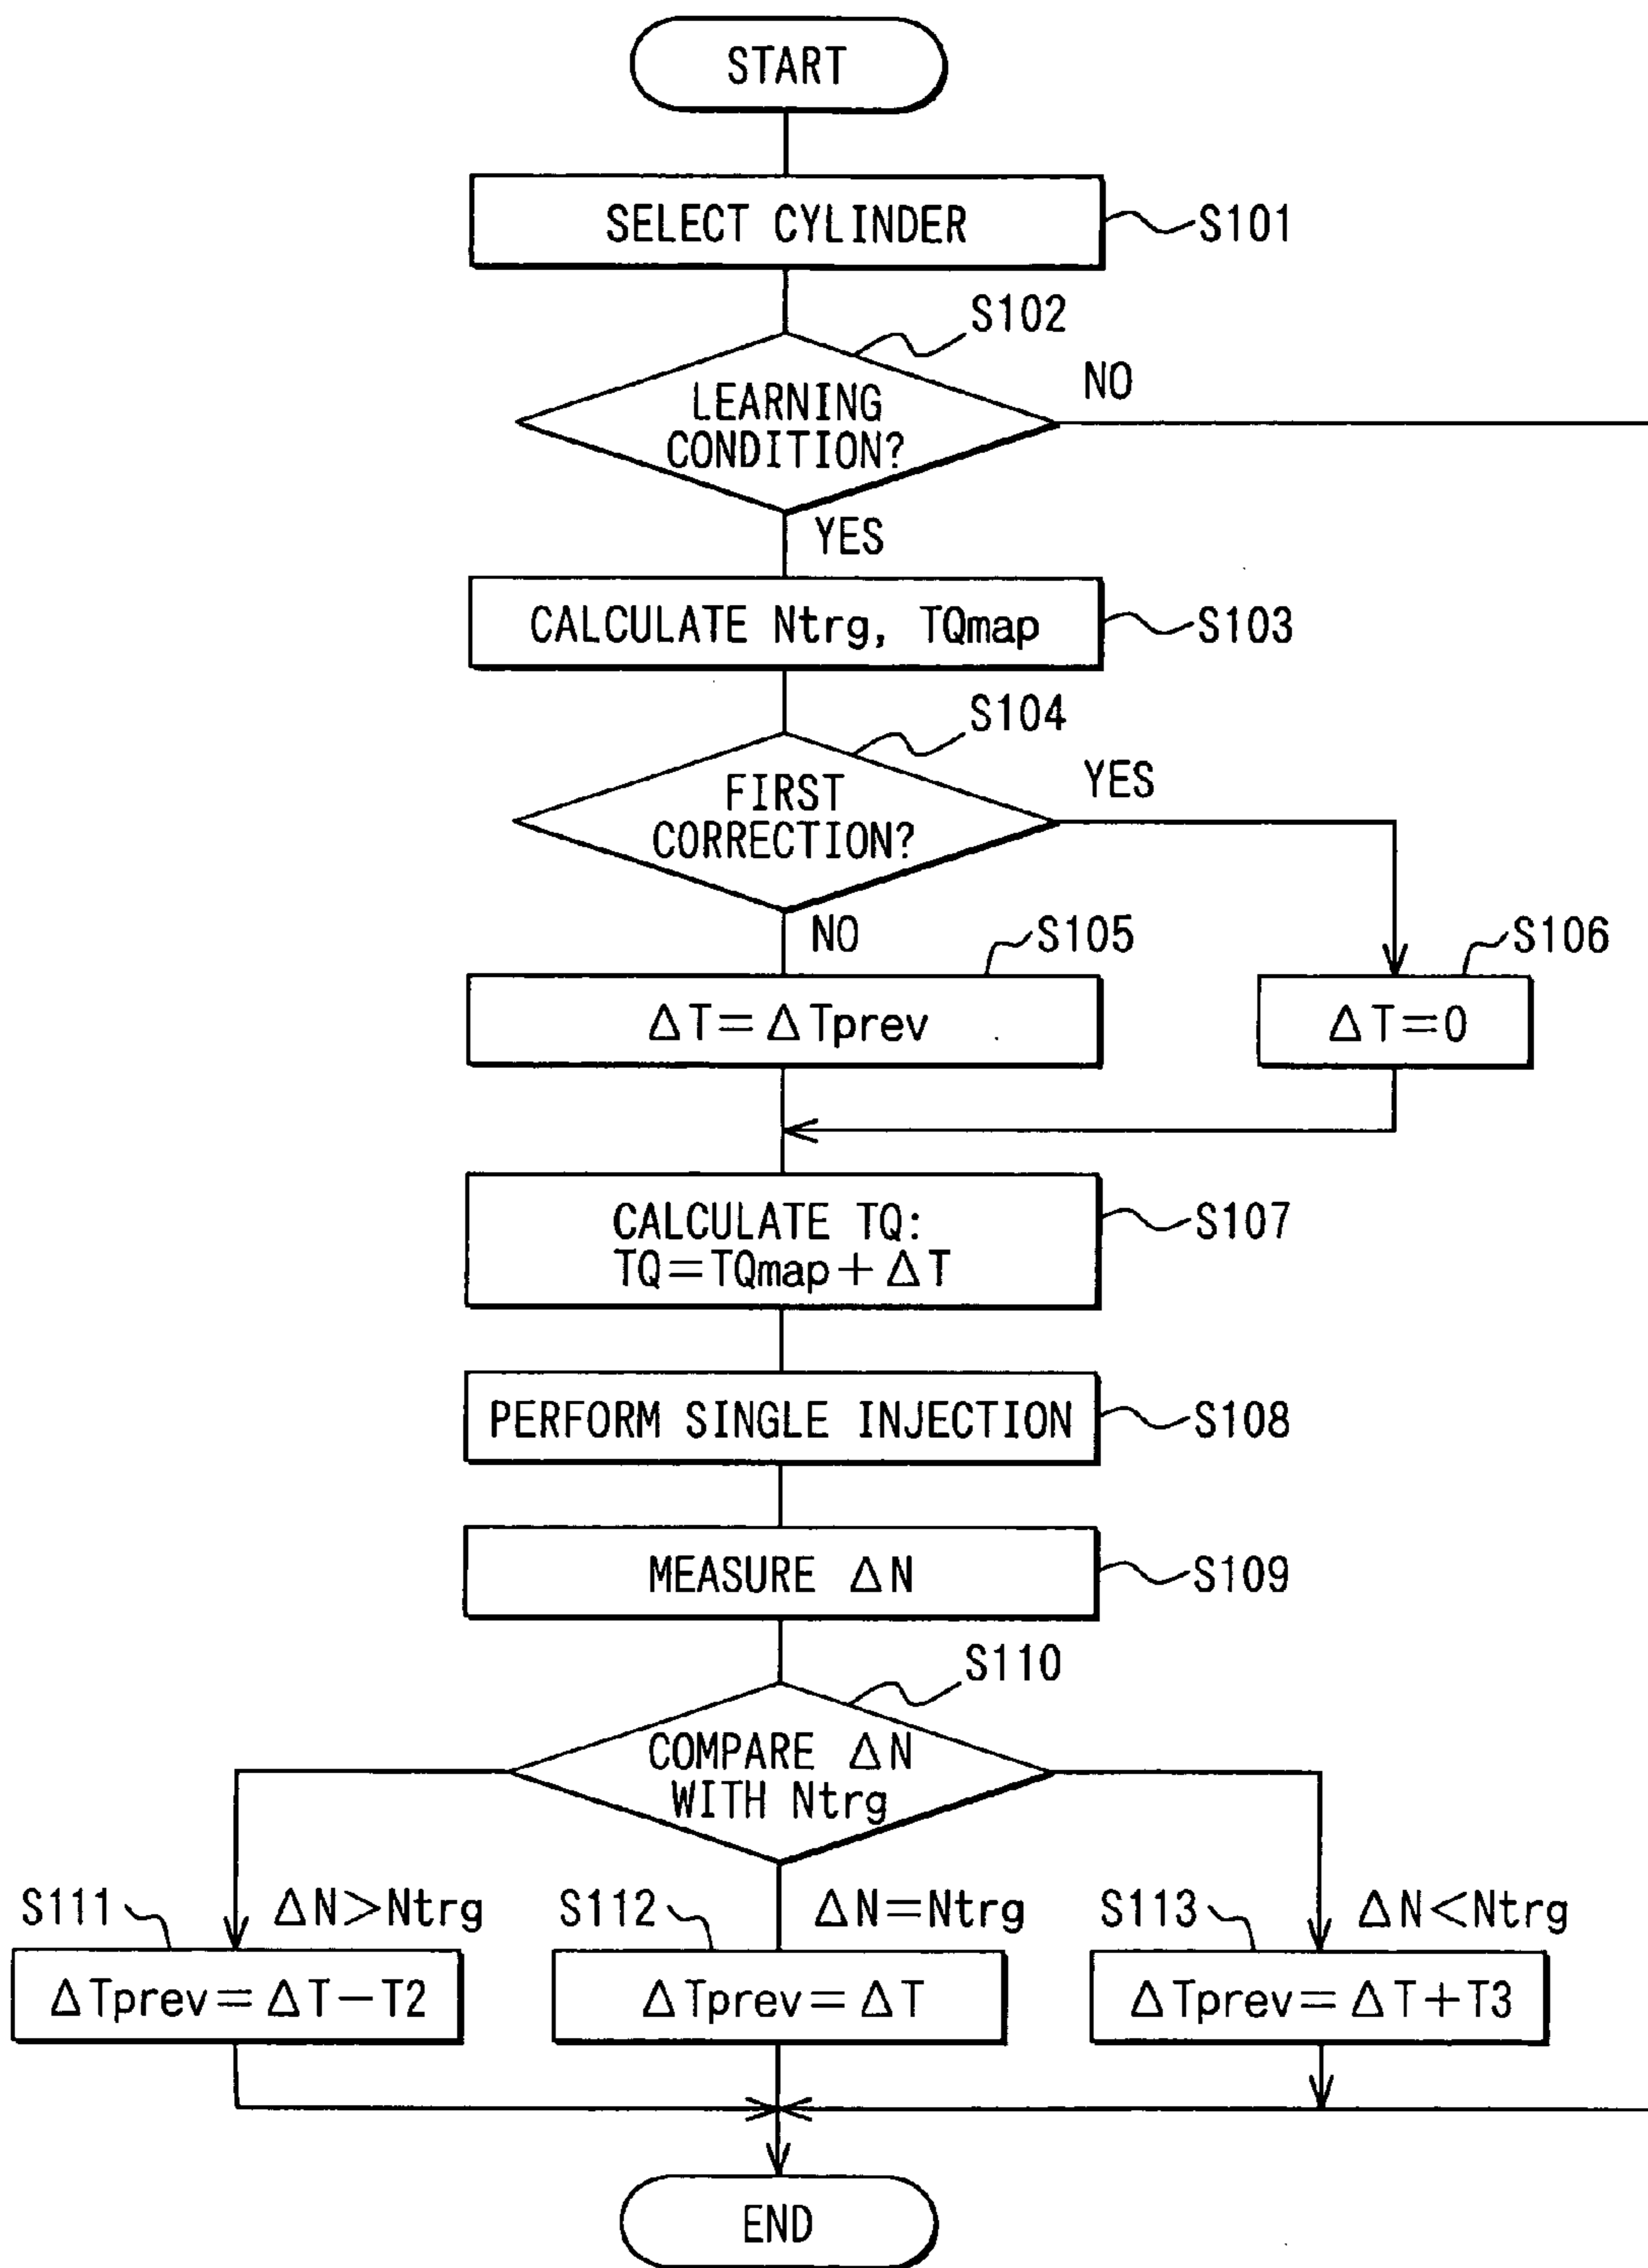 START
SELECT CYLINDER
S101
S102
LEARNING
CONDITION?
NO
YES
CALCULATE Ntrg, TQmap
S103
S104
FIRST
CORRECTION?
YES
NO
S105
S106
ΔT=ΔTprev
ΔT=0
CALCULATE TQ:
TQ=TQmap+ΔT
S107
PERFORM SINGLE INJECTION
S108
MEASURE ΔN
S109
S110
COMPARE ΔN
WITH Ntrg
S111
ΔN>Ntrg
S112
ΔN=Ntrg
S113
ΔN<Ntrg
ΔTprev=ΔT-T2
ΔTprev=ΔT
ΔTprev=ΔT+T3
END